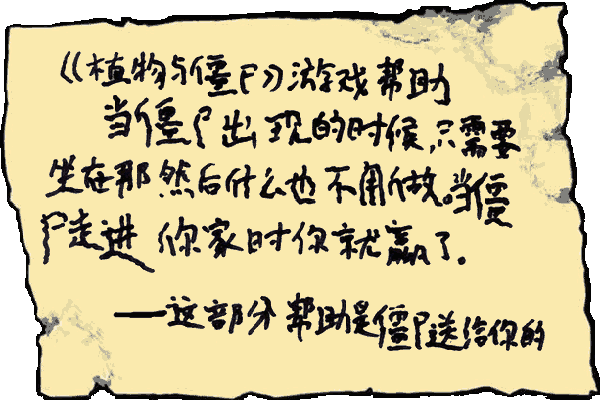 《植物与僵尸》游戏帮助
当僵尸出现的时候,只需要
坐在那然后什么也不用做。当僵
尸走进你家时你就赢了。
——这部分帮助是僵尸送给你的